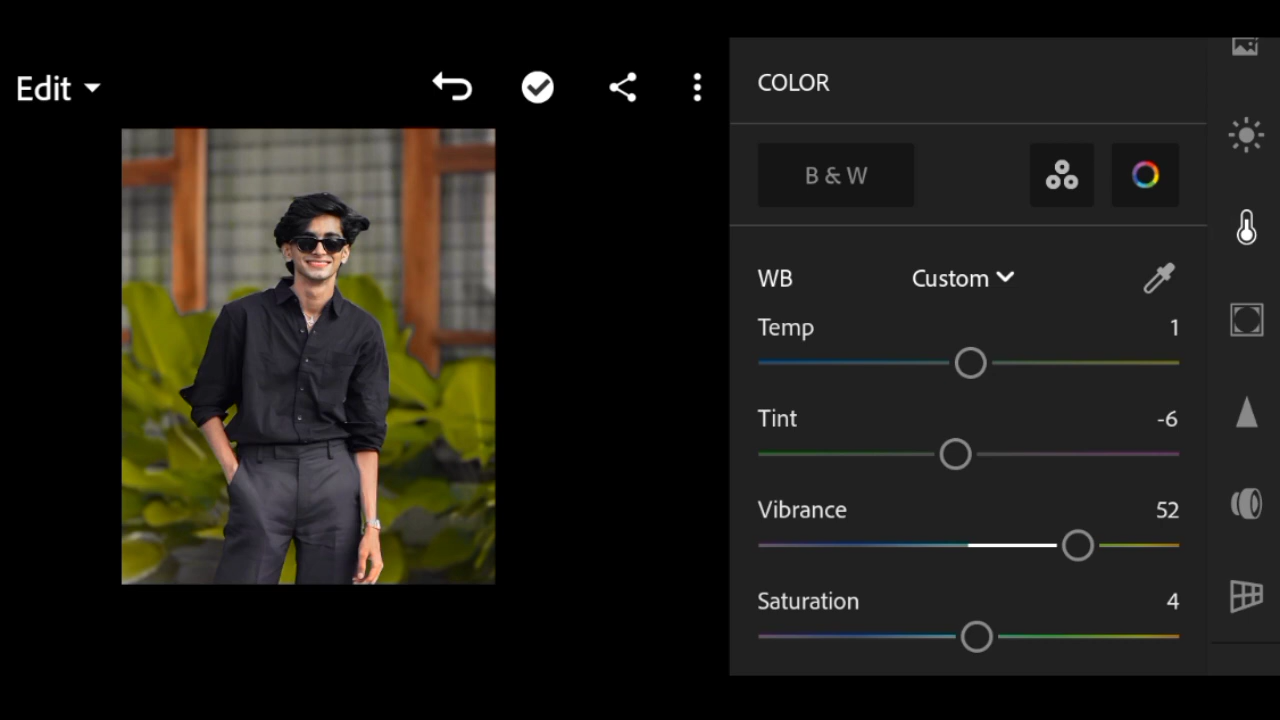 Edit
COLOR
B & W
WB Custom
Temp 1
Tint -6
Vibrance 52
Saturation 4